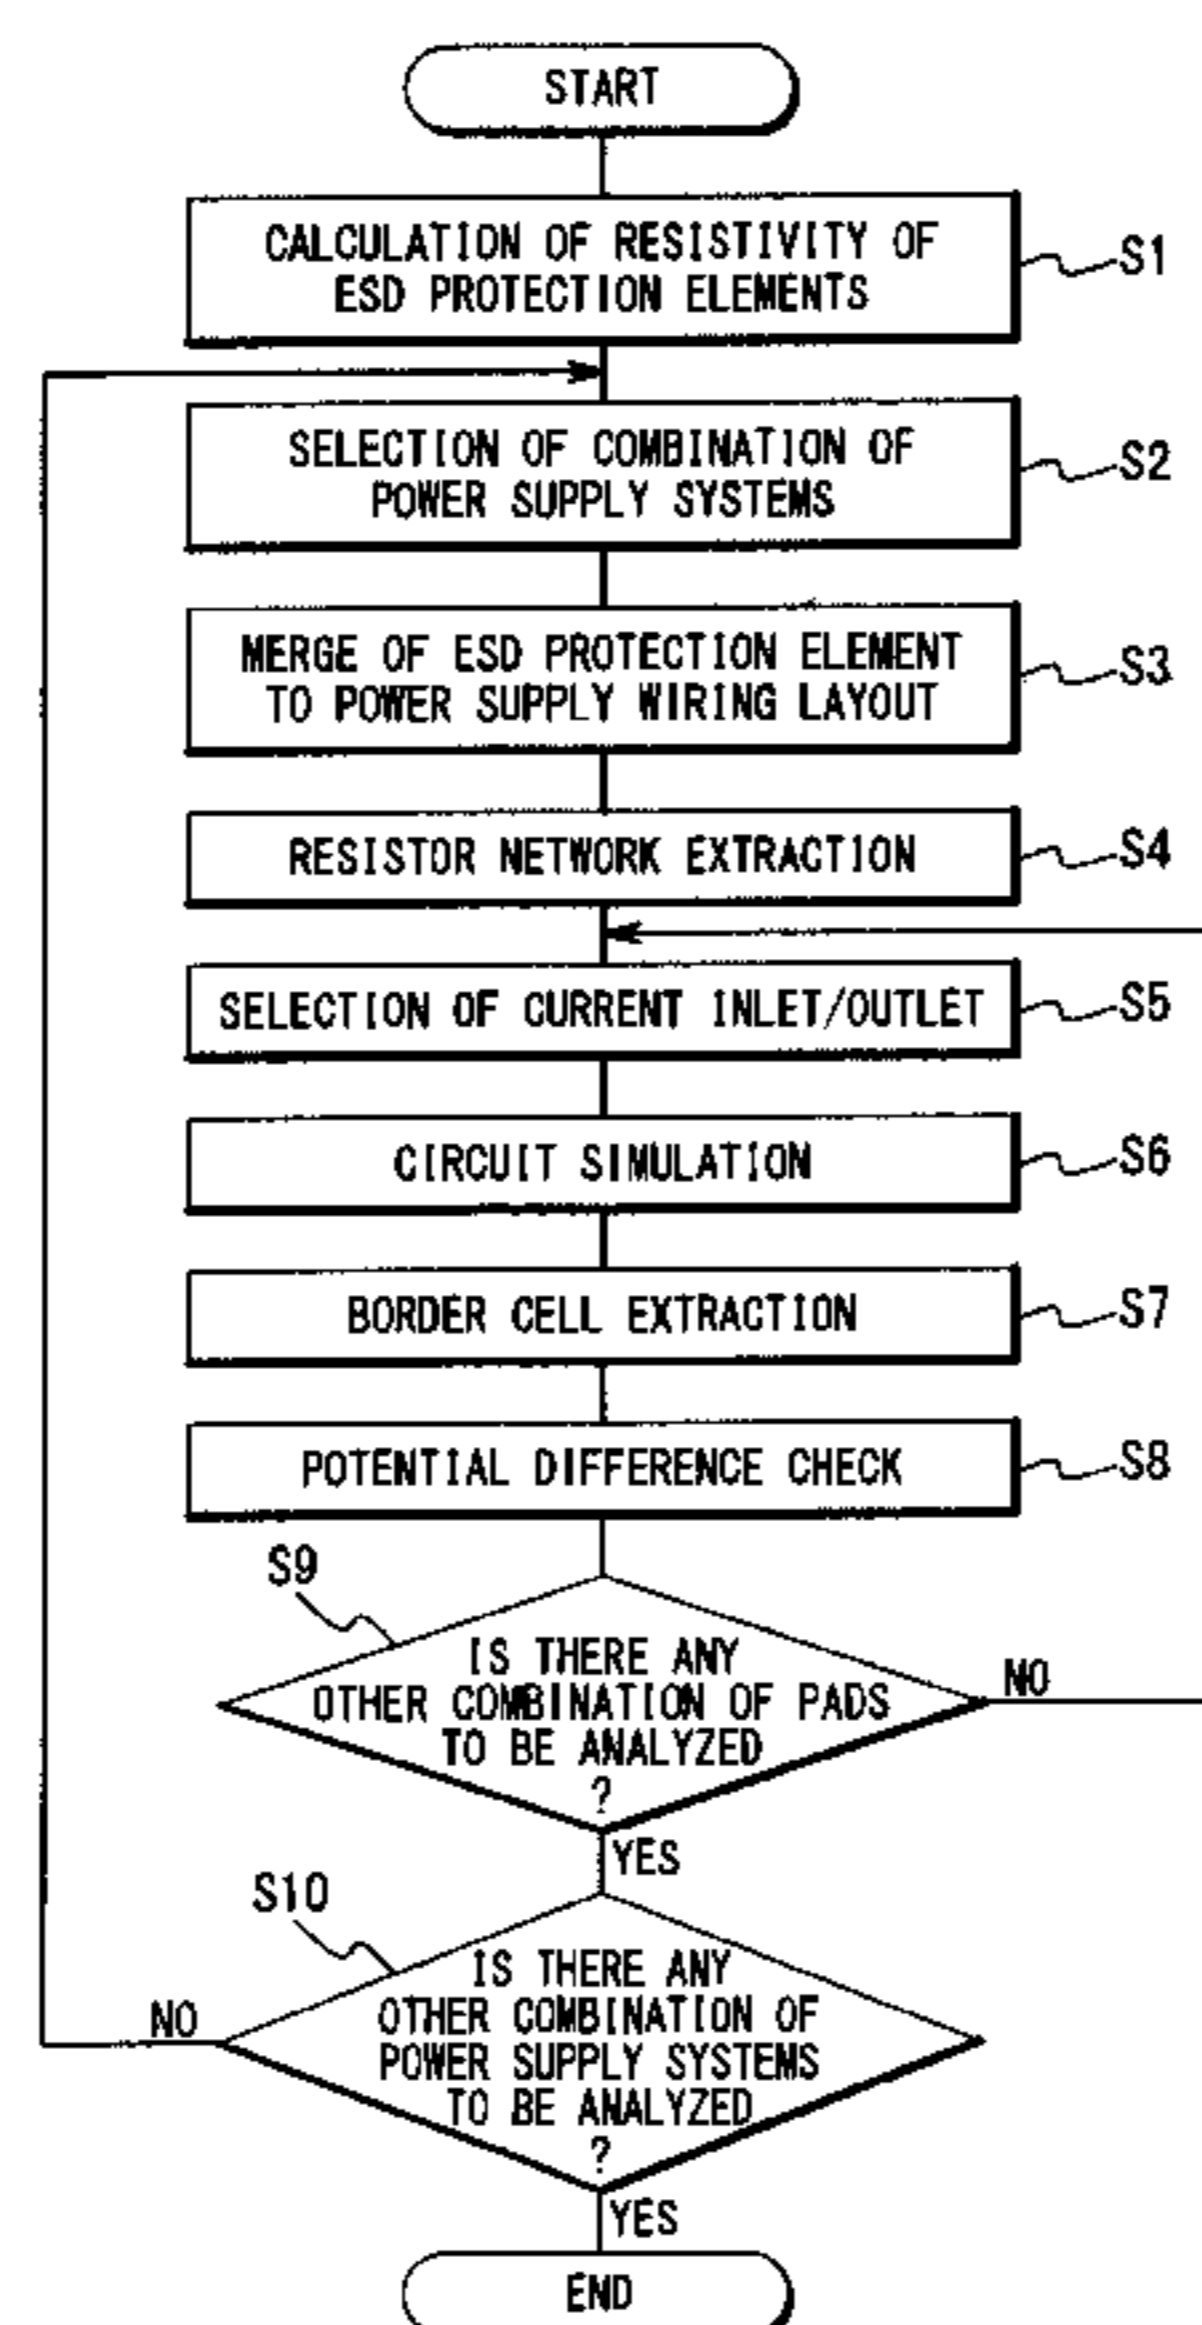 START
CALCULATION OF RESISTIVITY OF
ESD PROTECTION ELEMENTS
S1
SELECTION OF COMBINATION OF
POWER SUPPLY SYSTEMS
S2
MERGE OF ESD PROTECTION ELEMENT
TO POWER SUPPLY WIRING LAYOUT
S3
RESISTOR NETWORK EXTRACTION
S4
SELECTION OF CURRENT INLET/OUTLET
S5
CIRCUIT SIMULATION
S6
BORDER CELL EXTRACTION
S7
POTENTIAL DIFFERENCE CHECK
S8
S9
IS THERE ANY
OTHER COMBINATION OF PADS
TO BE ANALYZED
?
NO
YES
S10
IS THERE ANY
OTHER COMBINATION OF
POWER SUPPLY SYSTEMS
TO BE ANALYZED
?
NO
YES
END